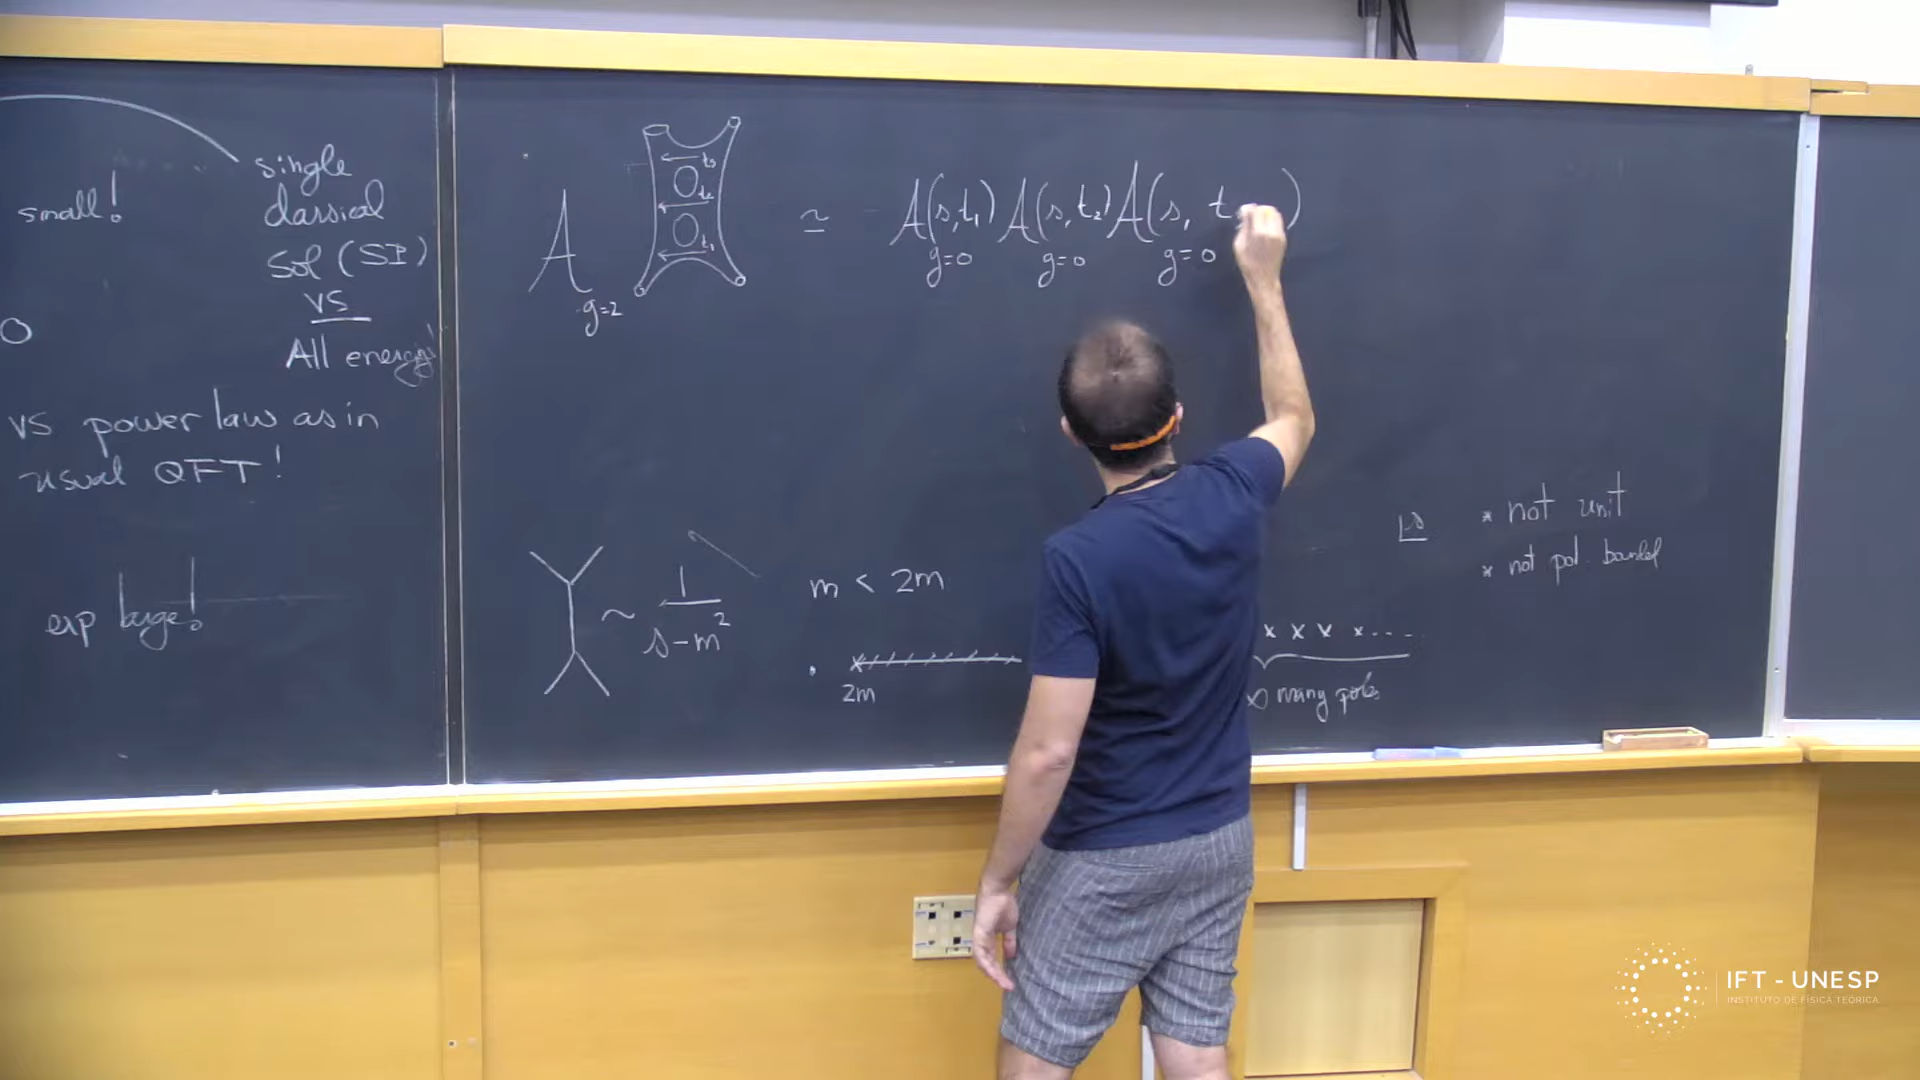 small!
single
classical
sol (SP)
vs
All energy!
vs power law as in
usual QFT!
exp large!
A g=2
t₃
t₂
t₁
≃ A(s,t₁) A(s,t₂) A(s, t
g=0 g=0 g=0
~ 1/(s-m²)
m < 2m
2m
x x x x...
∞ many poles
s
* not unit
* not pol. bounded
IFT - UNESP
INSTITUTO DE FÍSICA TEÓRICA